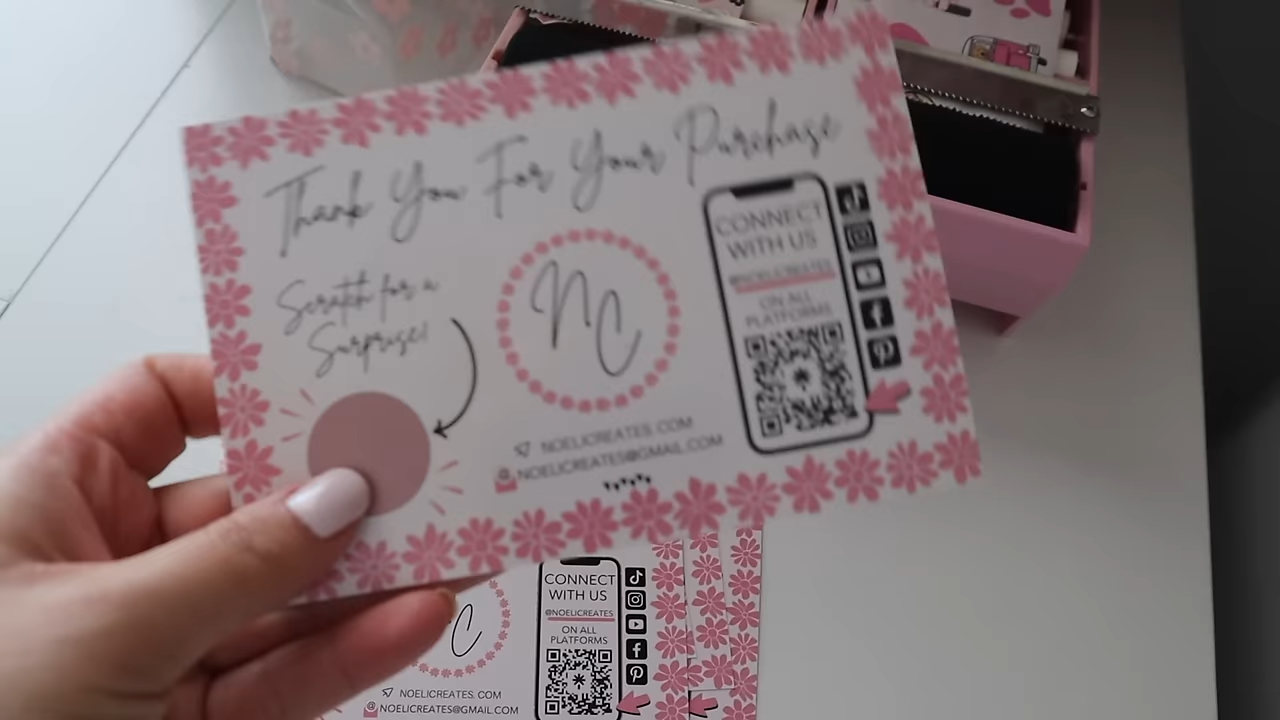 Thank You For Your Purchase
Scratch for a
Surprise!
NC
CONNECT
WITH US
@NOELICREATES
ON ALL
PLATFORMS
NOELICREATES.COM
NOELICREATES@GMAIL.COM
C
CONNECT
WITH US
@NOELICREATES
ON ALL
PLATFORMS
NOELICREATES.COM
NOELICREATES@GMAIL.COM